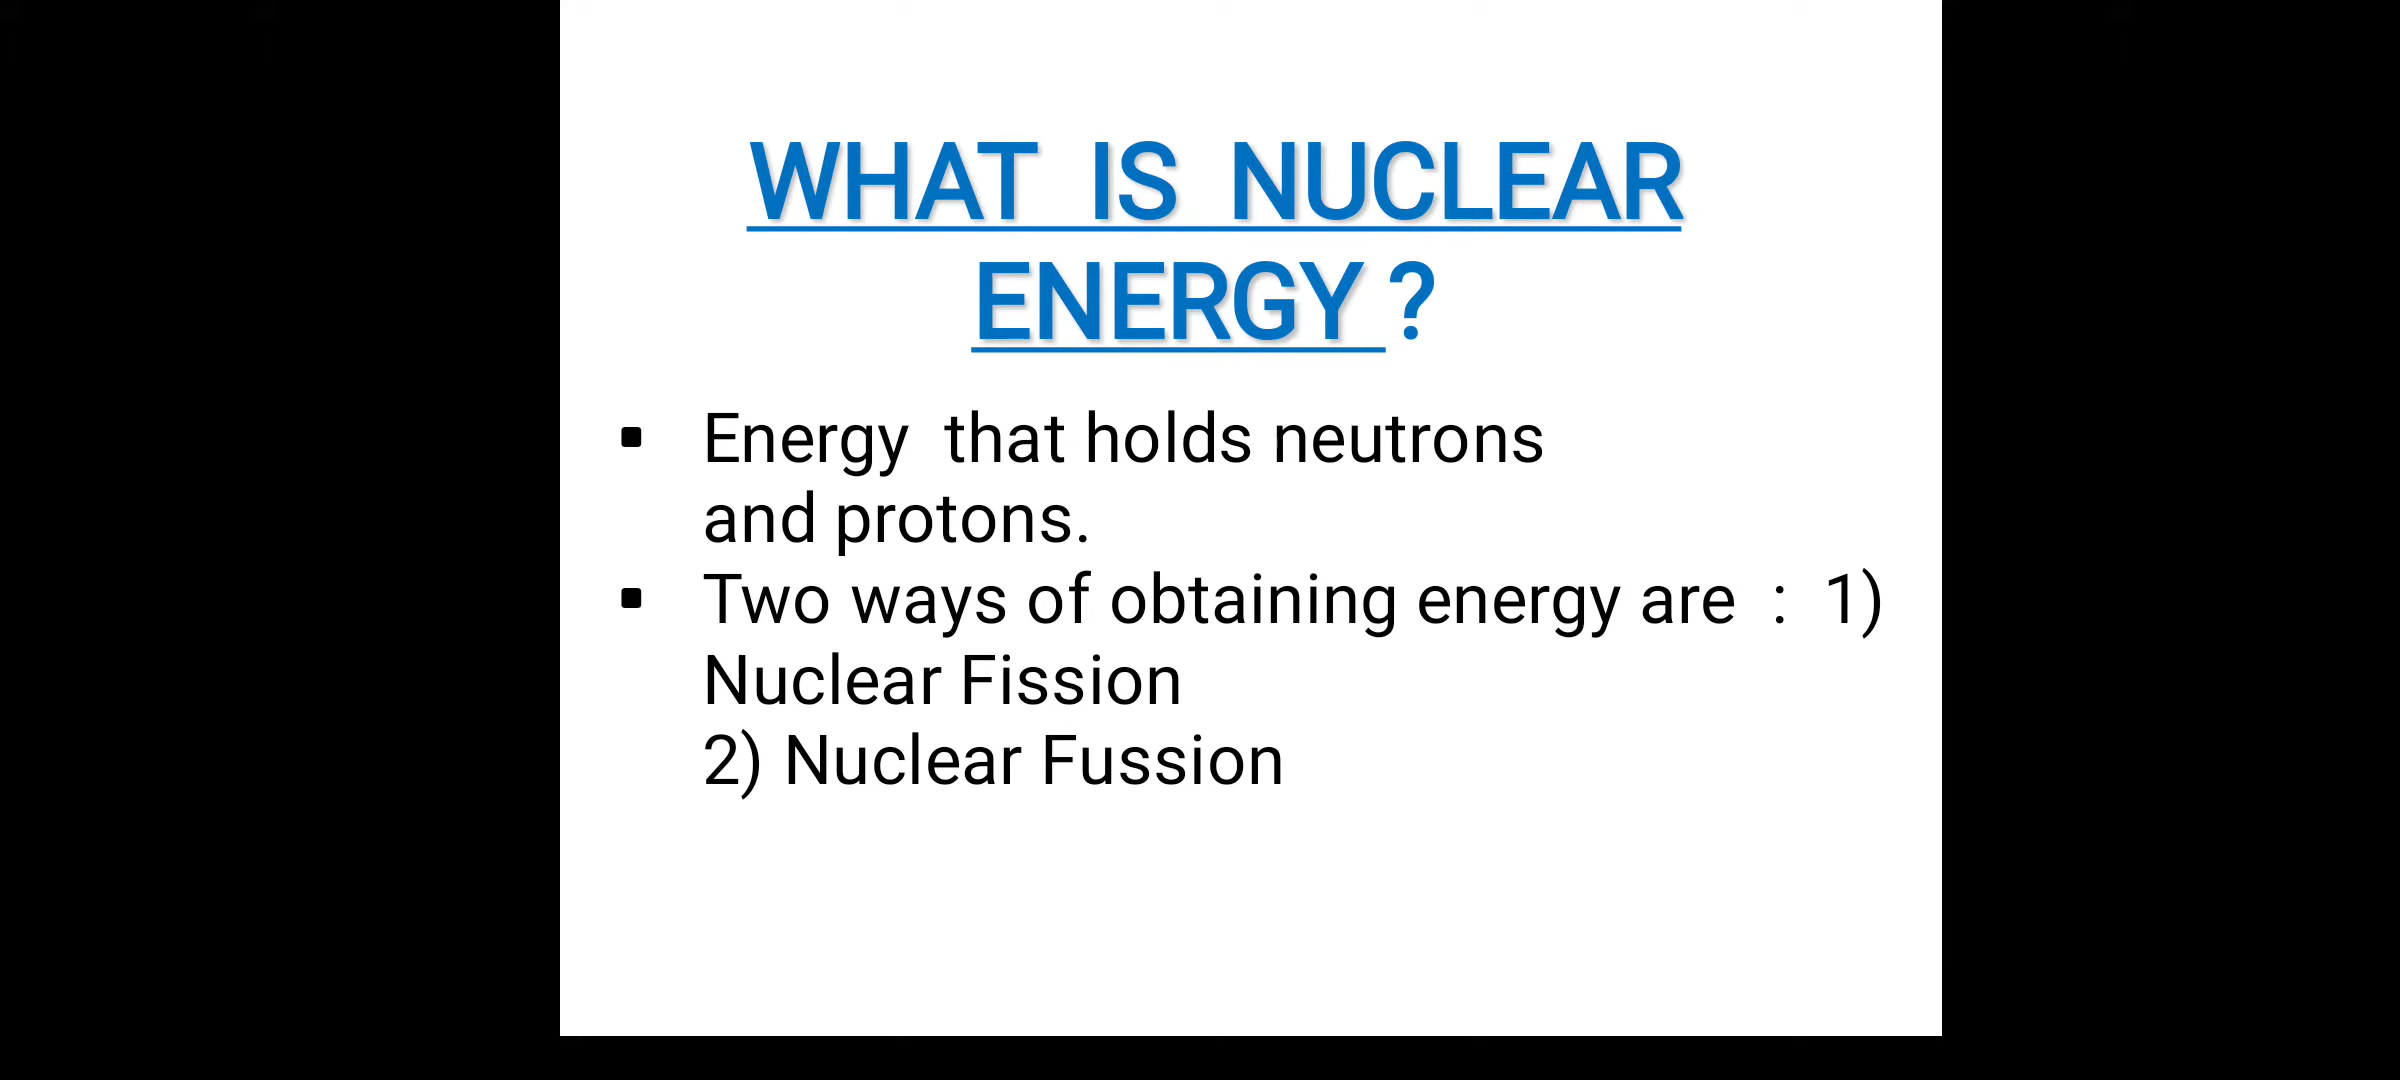 WHAT IS NUCLEAR
ENERGY ?
▪ Energy that holds neutrons
and protons.
▪ Two ways of obtaining energy are : 1)
Nuclear Fission
2) Nuclear Fussion